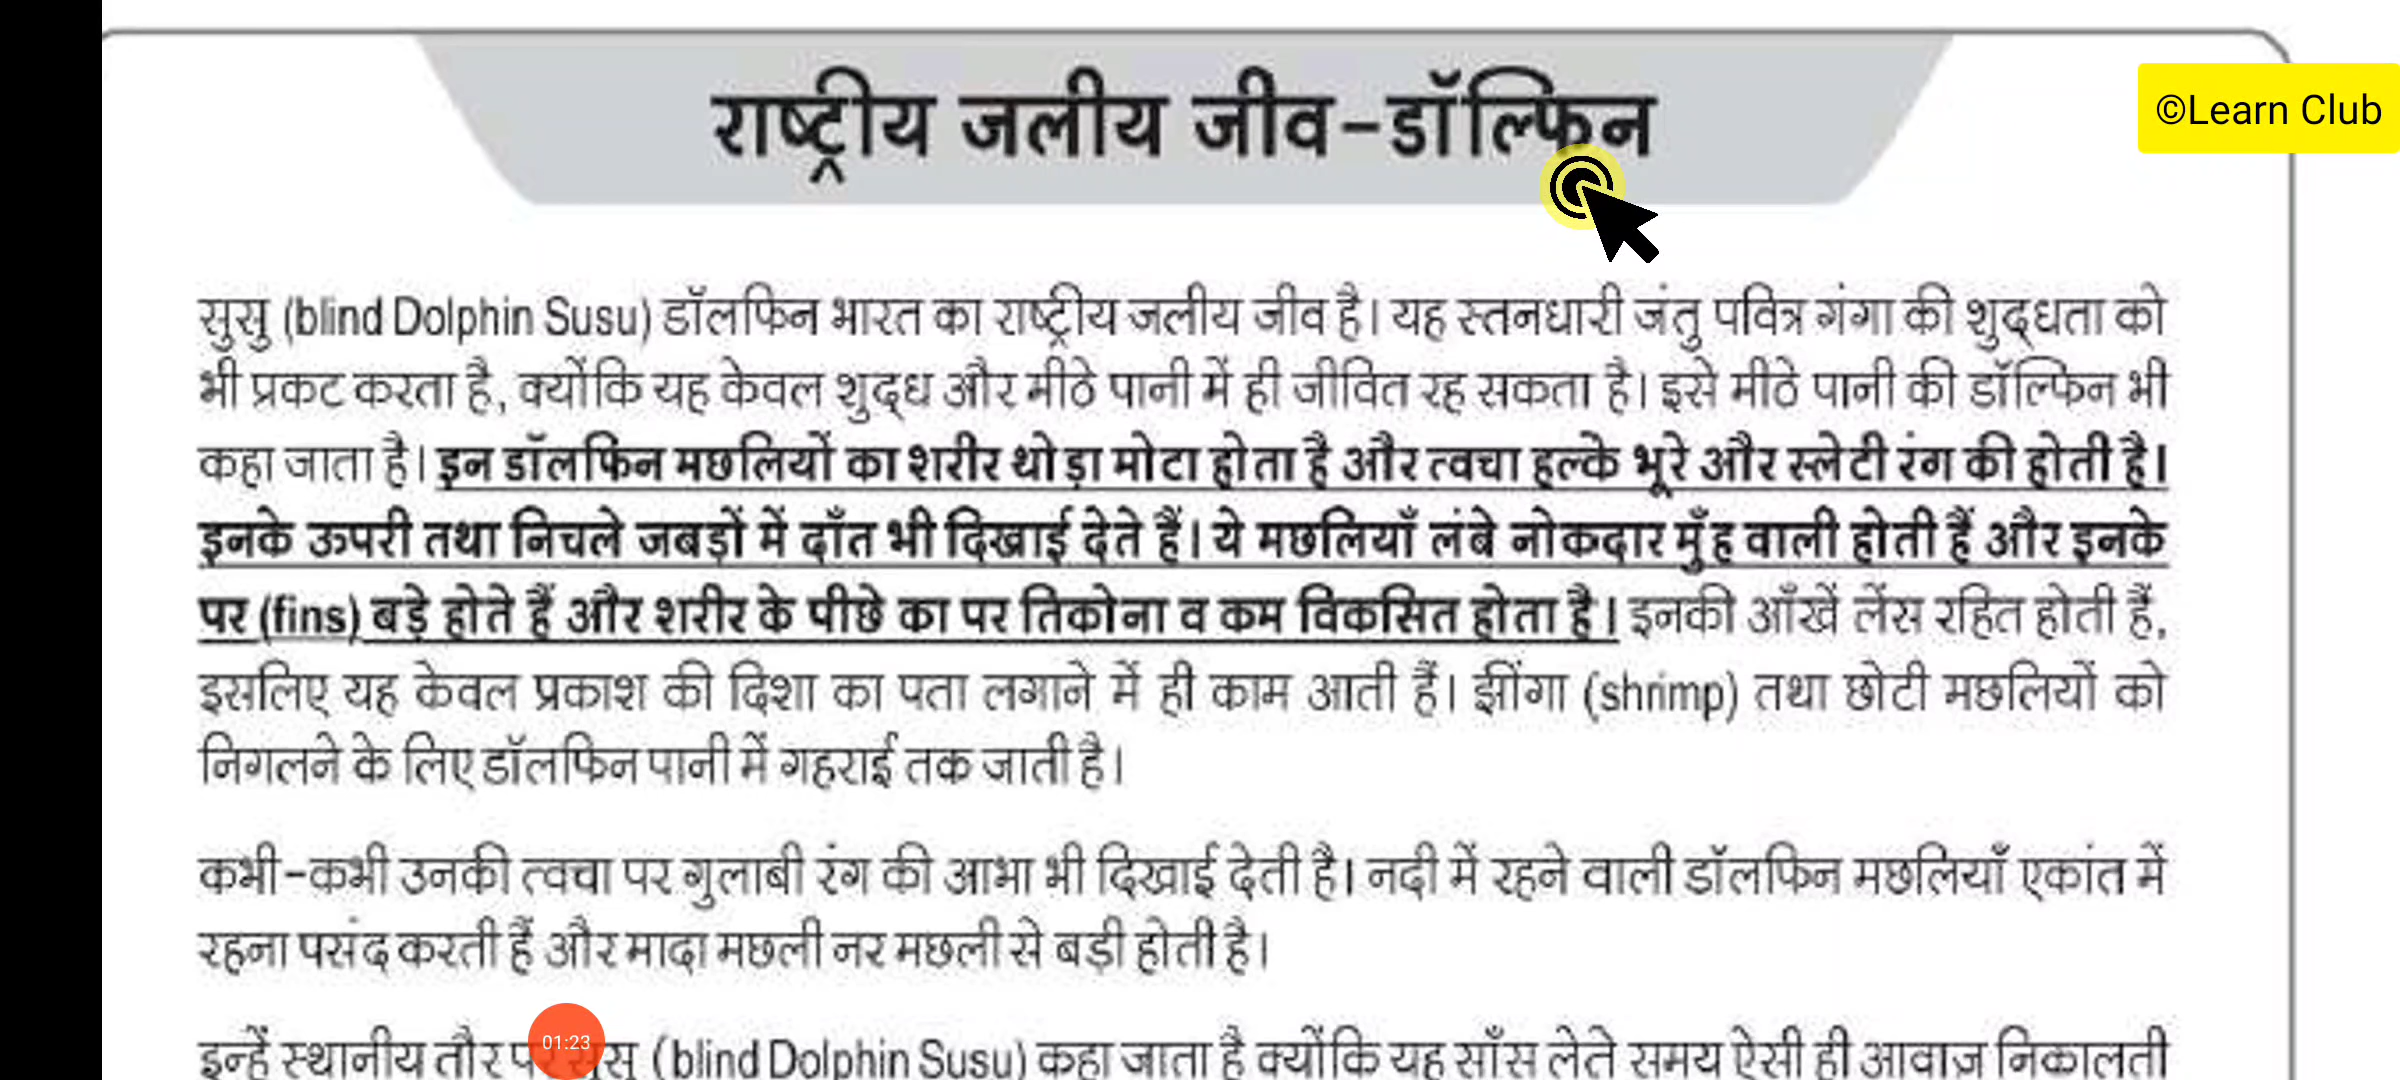 राष्ट्रीय जलीय जीव-डॉल्फिन
©Learn Club
सुसु (blind Dolphin Susu) डॉलफिन भारत का राष्ट्रीय जलीय जीव है। यह स्तनधारी जंतु पवित्र गंगा की शुद्धता को
भी प्रकट करता है, क्योंकि यह केवल शुद्ध और मीठे पानी में ही जीवित रह सकता है। इसे मीठे पानी की डॉल्फिन भी
कहा जाता है। इन डॉलफिन मछलियों का शरीर थोड़ा मोटा होता है और त्वचा हल्के भूरे और स्लेटी रंग की होती है।
इनके ऊपरी तथा निचले जबड़ों में दाँत भी दिखाई देते हैं। ये मछलियाँ लंबे नोकदार मुँह वाली होती हैं और इनके
पर (fins) बड़े होते हैं और शरीर के पीछे का पर तिकोना व कम विकसित होता है। इनकी आँखें लेंस रहित होती हैं,
इसलिए यह केवल प्रकाश की दिशा का पता लगाने में ही काम आती हैं। झींगा (shrimp) तथा छोटी मछलियों को
निगलने के लिए डॉलफिन पानी में गहराई तक जाती है।
कभी-कभी उनकी त्वचा पर गुलाबी रंग की आभा भी दिखाई देती है। नदी में रहने वाली डॉलफिन मछलियाँ एकांत में
रहना पसंद करती हैं और मादा मछली नर मछली से बड़ी होती है।
इन्हें स्थानीय तौर (blind Dolphin Susu) कहा जाता है क्योंकि यह साँस लेते समय ऐसी ही आवाज़ निकालती
01:23